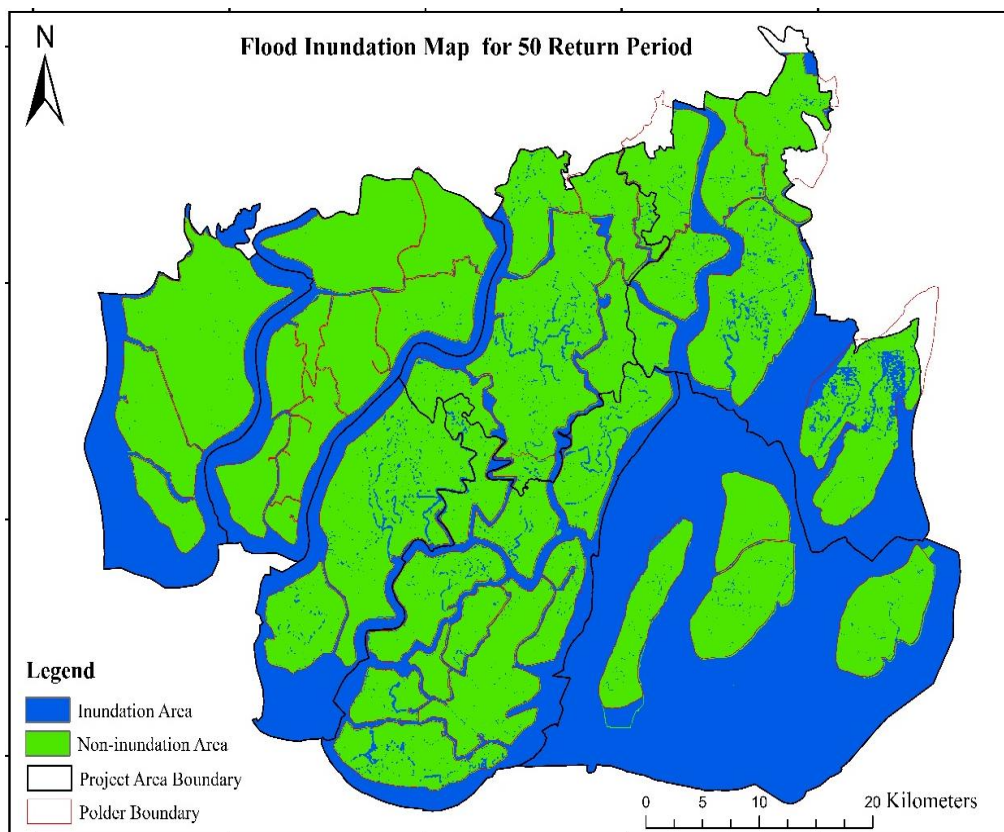 N
Flood Inundation Map for 50 Return Period
Legend
Inundation Area
Non-inundation Area
Project Area Boundary
Polder Boundary
0 5 10 20 Kilometers